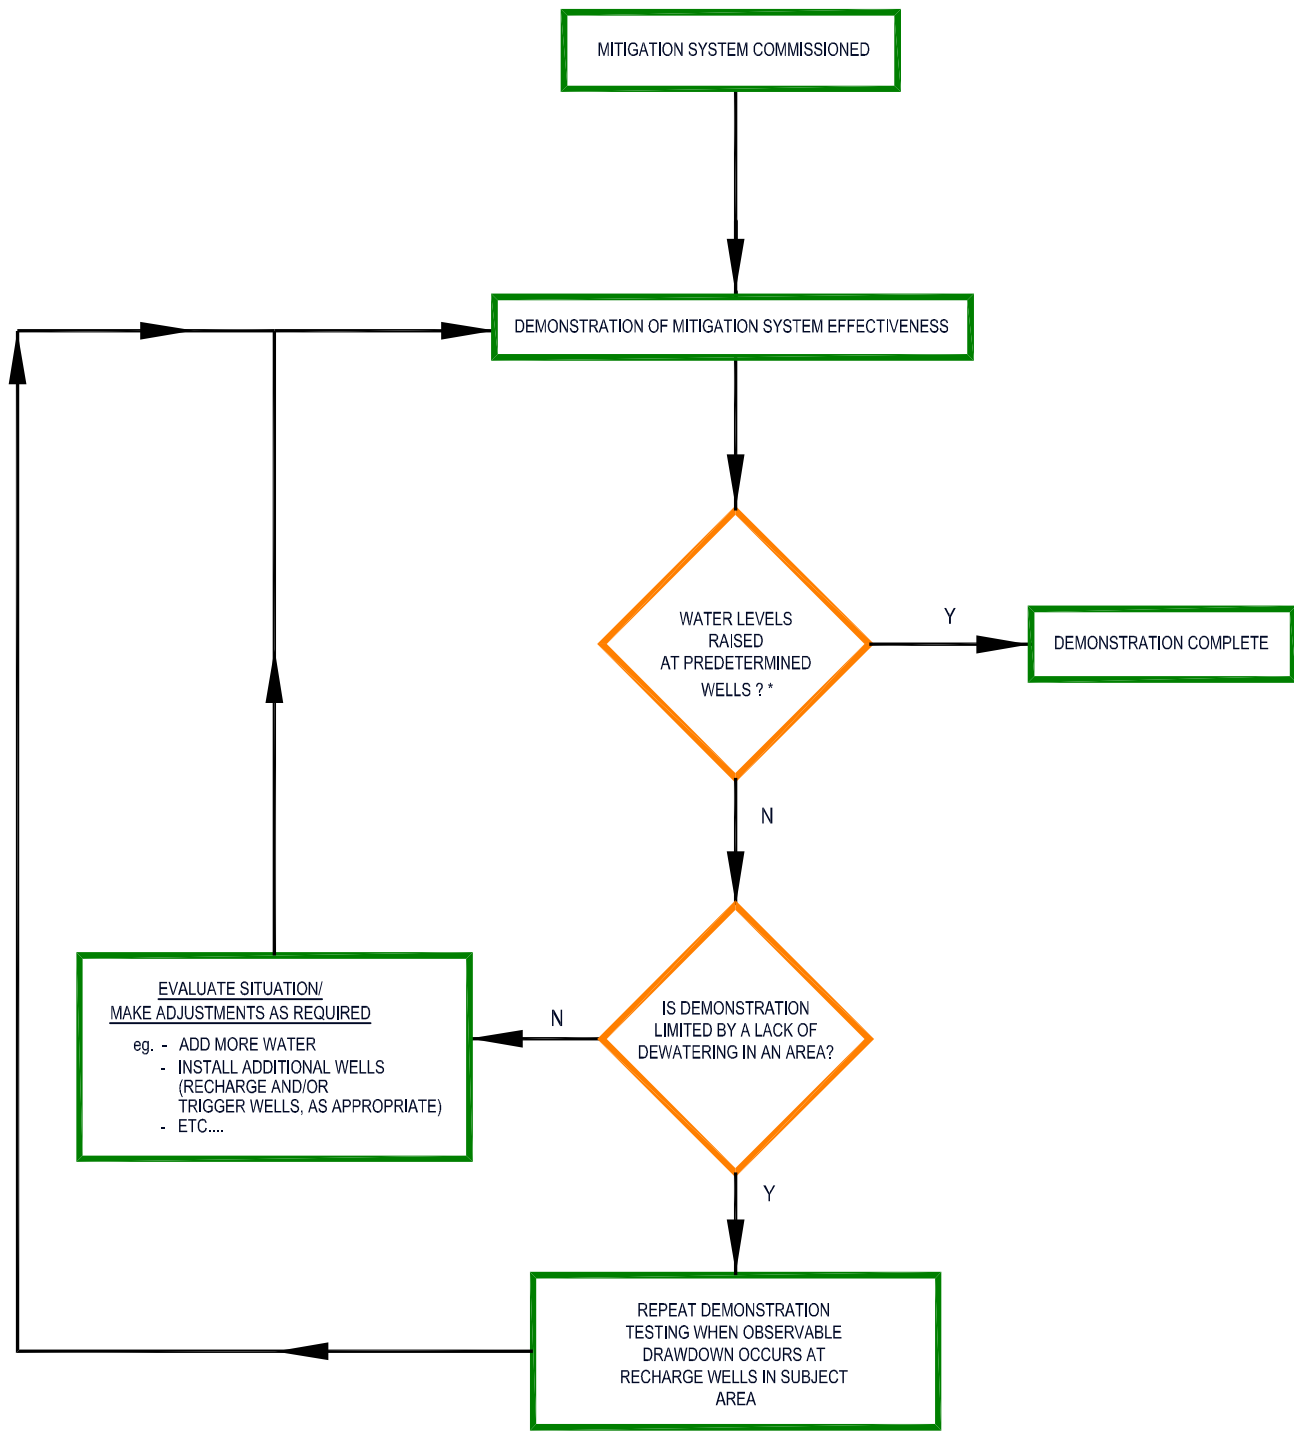 MITIGATION SYSTEM COMMISSIONED
DEMONSTRATION OF MITIGATION SYSTEM EFFECTIVENESS
WATER LEVELS
RAISED
AT PREDETERMINED
WELLS ? *
Y
DEMONSTRATION COMPLETE
N
IS DEMONSTRATION
LIMITED BY A LACK OF
DEWATERING IN AN AREA?
N
EVALUATE SITUATION/
MAKE ADJUSTMENTS AS REQUIRED
eg. - ADD MORE WATER
- INSTALL ADDITIONAL WELLS
(RECHARGE AND/OR
TRIGGER WELLS, AS APPROPRIATE)
- ETC....
Y
REPEAT DEMONSTRATION
TESTING WHEN OBSERVABLE
DRAWDOWN OCCURS AT
RECHARGE WELLS IN SUBJECT
AREA